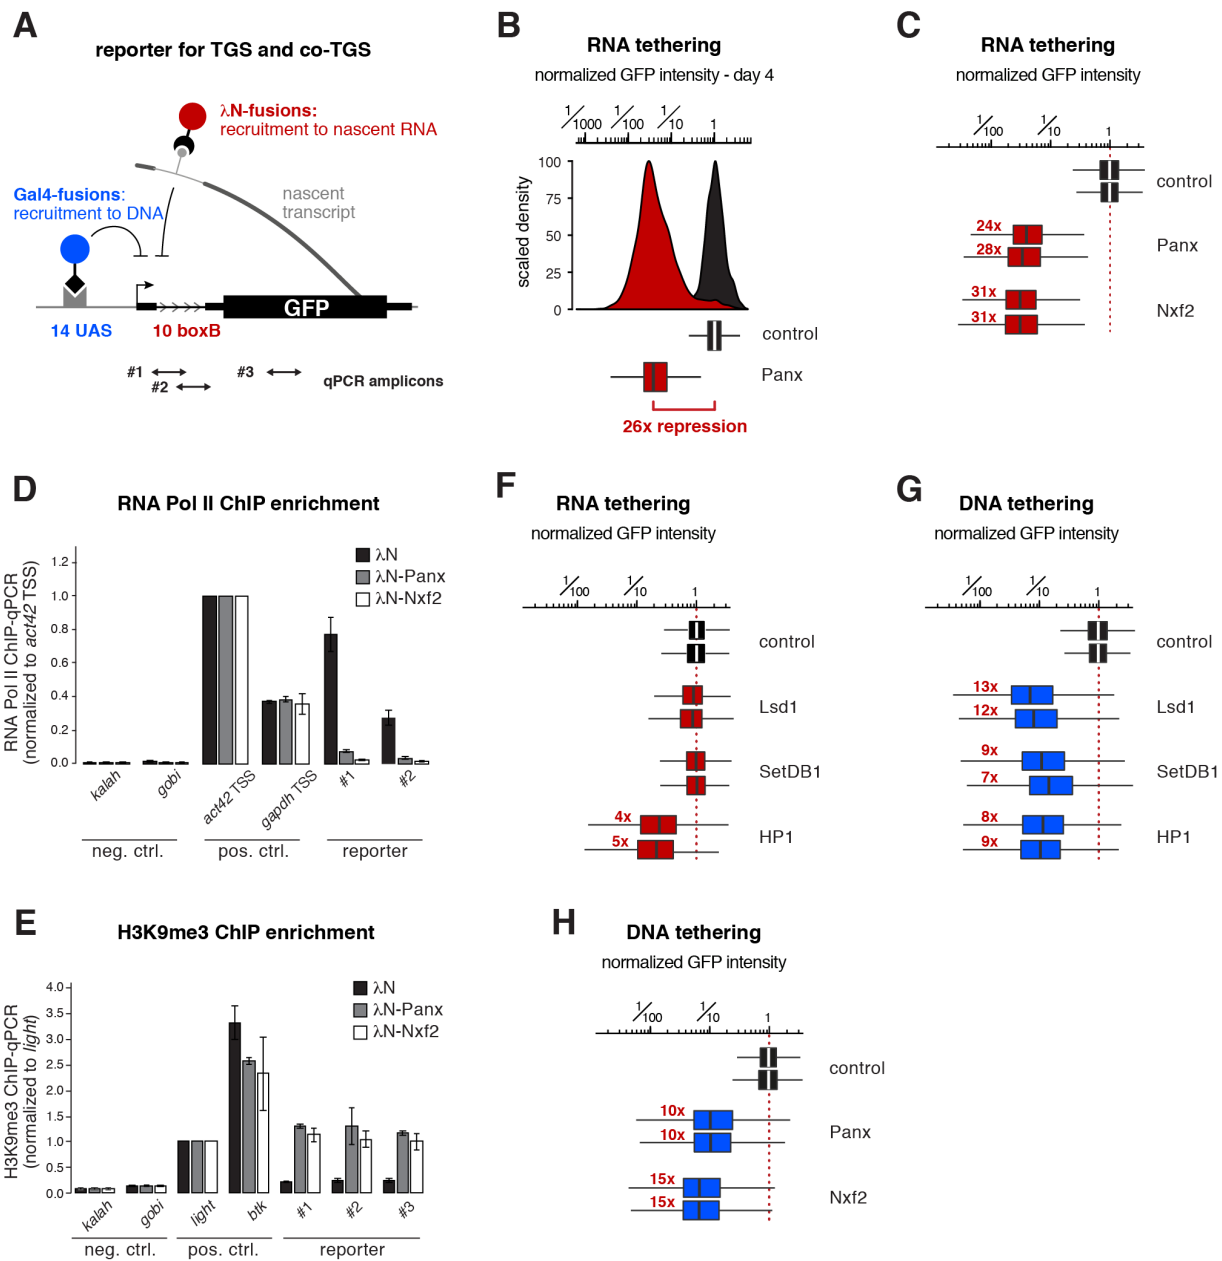 A
reporter for TGS and co-TGS
λN-fusions:
recruitment to nascent RNA
Gal4-fusions:
recruitment to DNA
nascent
transcript
GFP
14 UAS
10 boxB
#1
#2
#3
qPCR amplicons
B
RNA tethering
normalized GFP intensity - day 4
1/1000 1/100 1/10 1
scaled density
100
75
50
25
0
control
Panx
26x repression
C
RNA tethering
normalized GFP intensity
1/100 1/10 1
control
24x
28x
Panx
31x
31x
Nxf2
D
RNA Pol II ChIP enrichment
RNA Pol II ChIP-qPCR
(normalized to act42 TSS)
1.2
1.0
0.8
0.6
0.4
0.2
0.0
λN
λN-Panx
λN-Nxf2
kalah gobi act42 TSS gapdh TSS #1 #2
neg. ctrl. pos. ctrl. reporter
F
RNA tethering
normalized GFP intensity
1/100 1/10 1
control
Lsd1
SetDB1
4x
5x
HP1
G
DNA tethering
normalized GFP intensity
1/100 1/10 1
control
13x
12x
Lsd1
9x
7x
SetDB1
8x
9x
HP1
E
H3K9me3 ChIP enrichment
H3K9me3 ChIP-qPCR
(normalized to light)
4.0
3.5
3.0
2.5
2.0
1.5
1.0
0.5
0.0
λN
λN-Panx
λN-Nxf2
kalah gobi light btk #1 #2 #3
neg. ctrl. pos. ctrl. reporter
H
DNA tethering
normalized GFP intensity
1/100 1/10 1
control
10x
10x
Panx
15x
15x
Nxf2